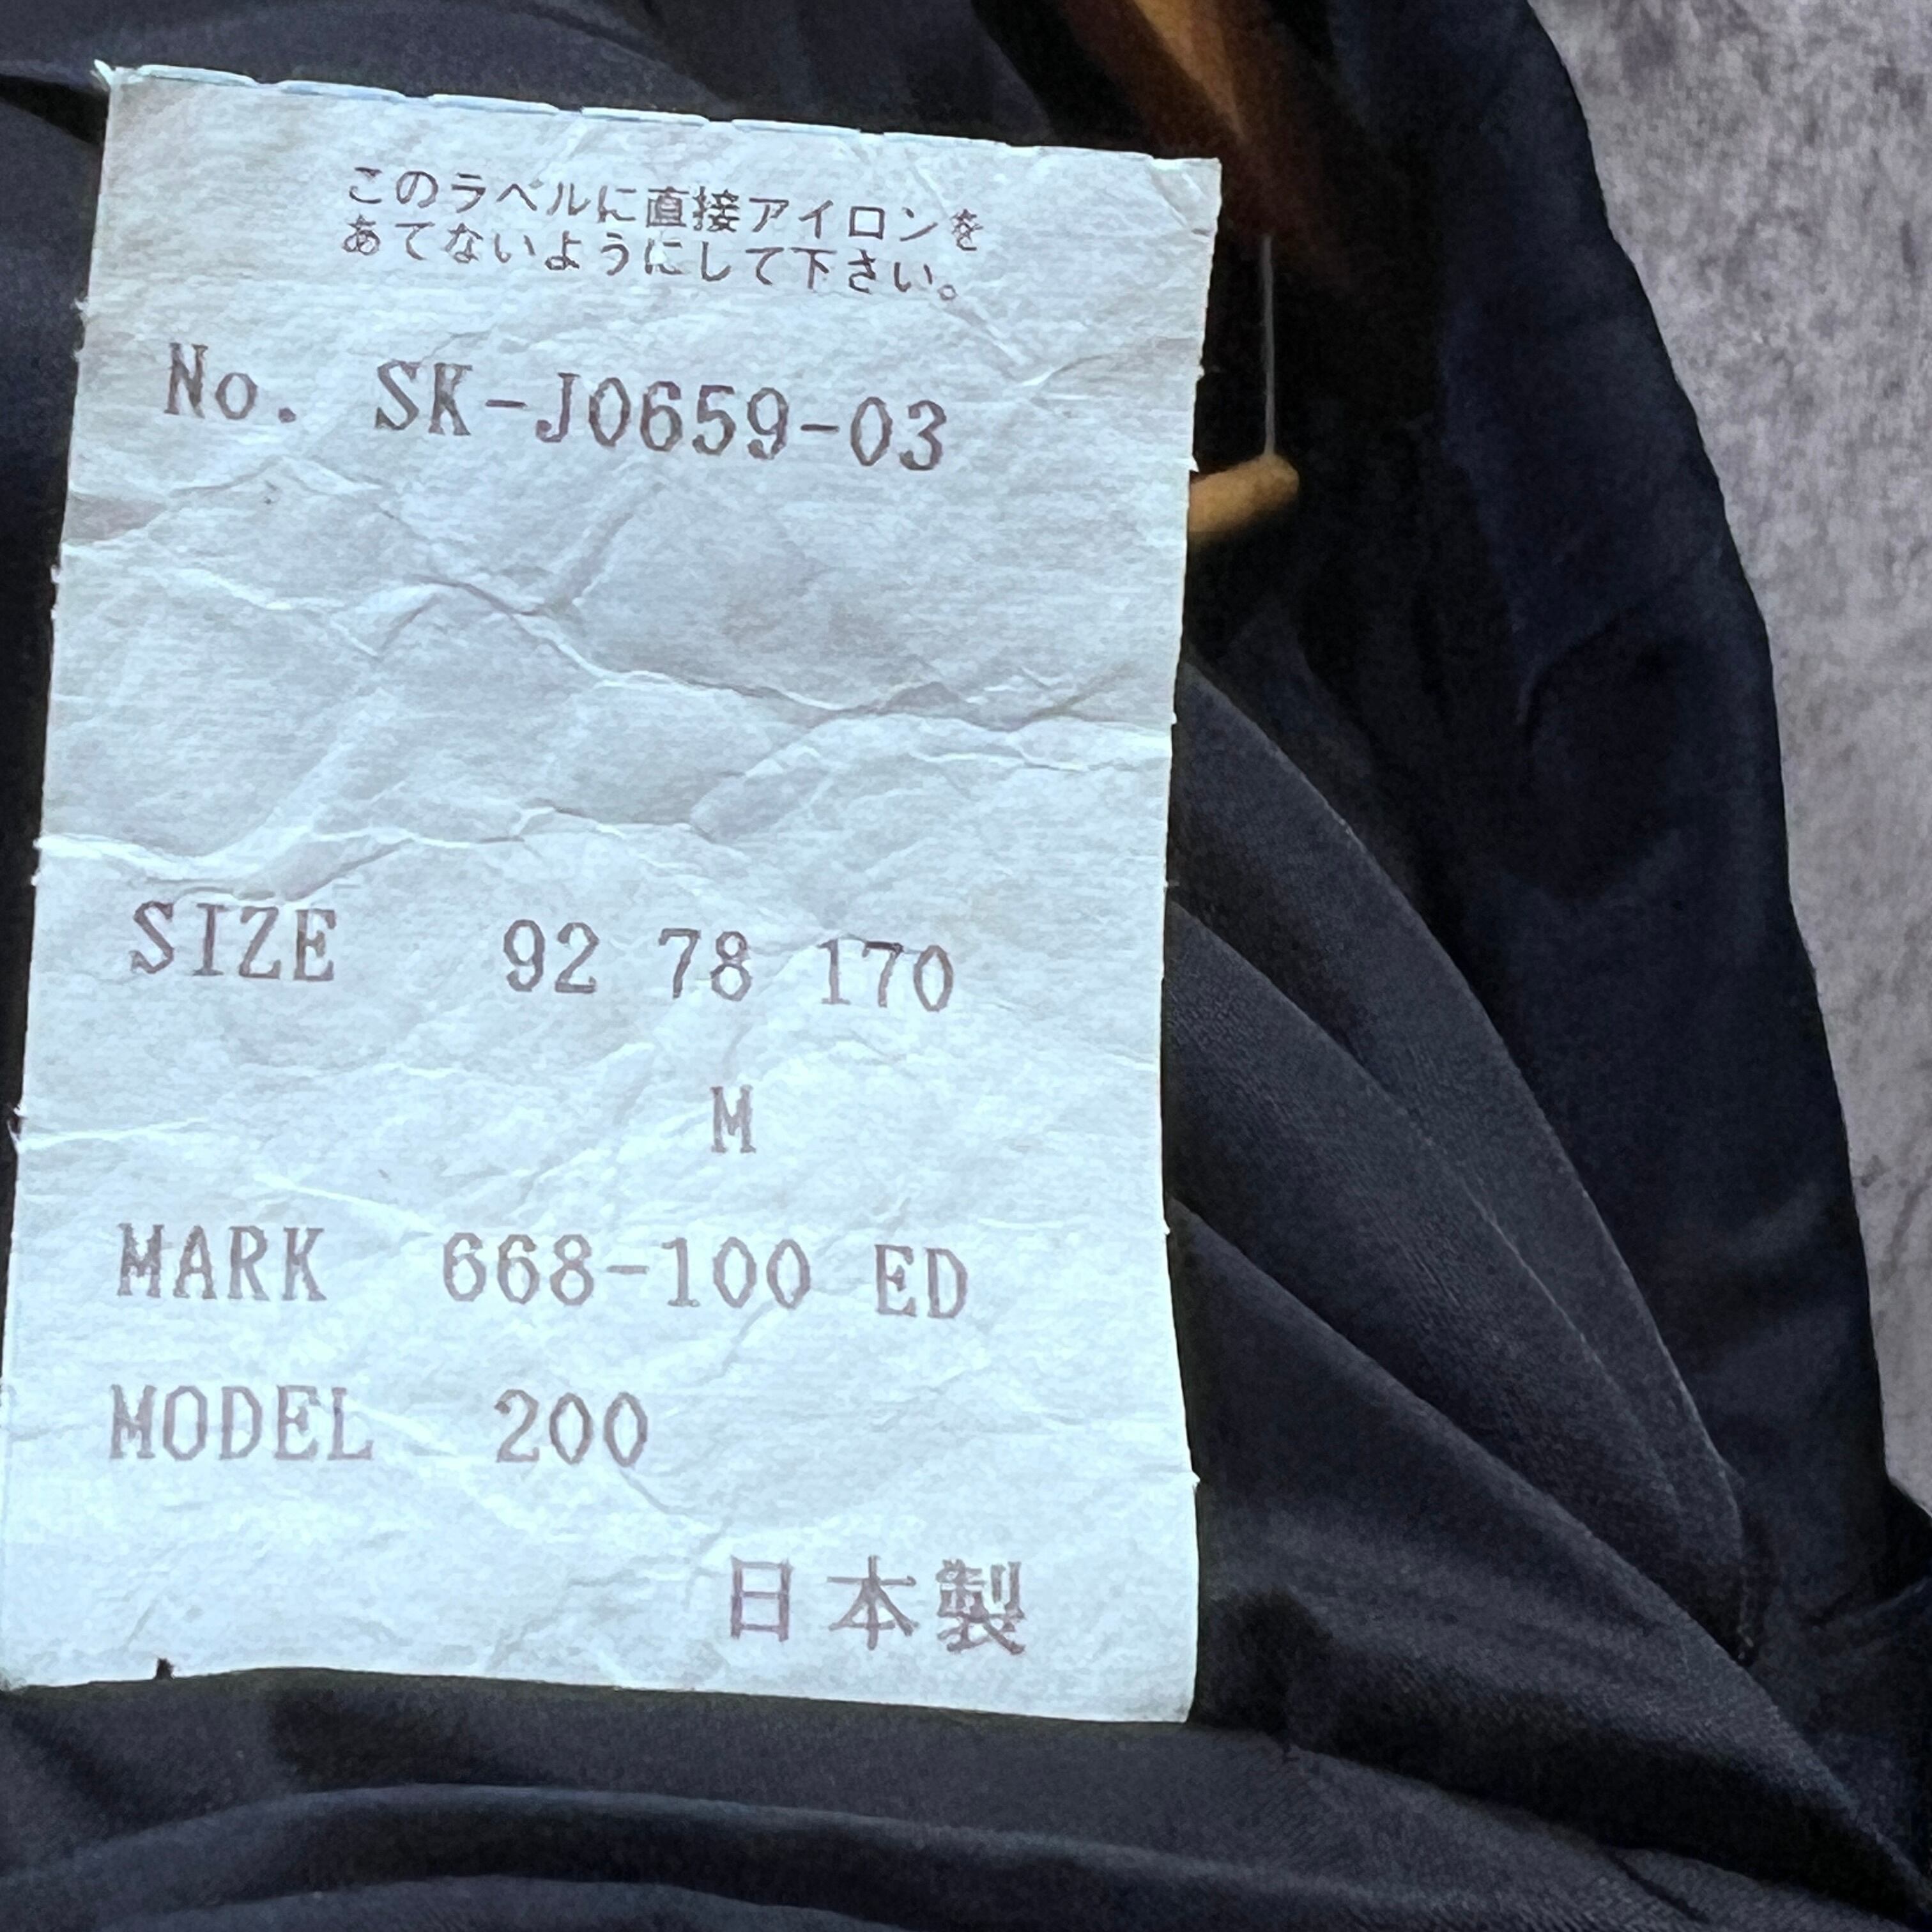 このラベルに直接アイロンを
あてないようにして下さい。
No. SK-J0659-03
SIZE 92 78 170
M
MARK 668-100 ED
MODEL 200
日本製